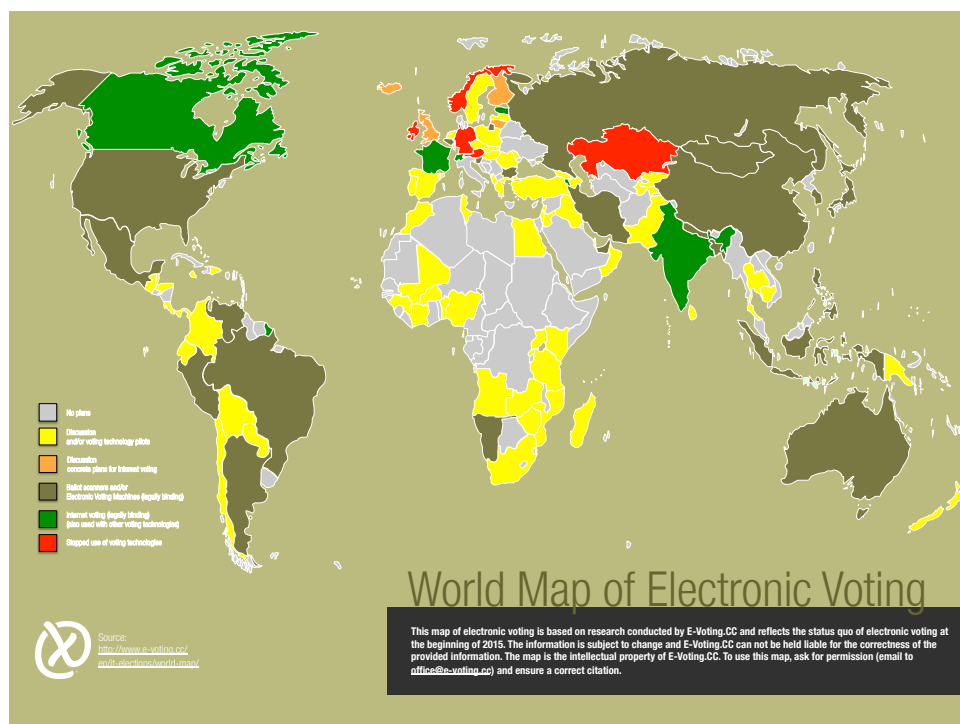 No plans
Discussion
and/or voting technology pilots
Discussion
concrete plans for Internet voting
Ballot scanners and/or
Electronic Voting Machines (legally binding)
Internet voting (legally binding)
(also used with other voting technologies)
Stopped use of voting technologies
World Map of Electronic Voting
Source:
http://www.e-voting.cc/
en/it-elections/world-map/
This map of electronic voting is based on research conducted by E-Voting.CC and reflects the status quo of electronic voting at
the beginning of 2015. The information is subject to change and E-Voting.CC can not be held liable for the correctness of the
provided information. The map is the intellectual property of E-Voting.CC. To use this map, ask for permission (email to
office@e-voting.cc) and ensure a correct citation.